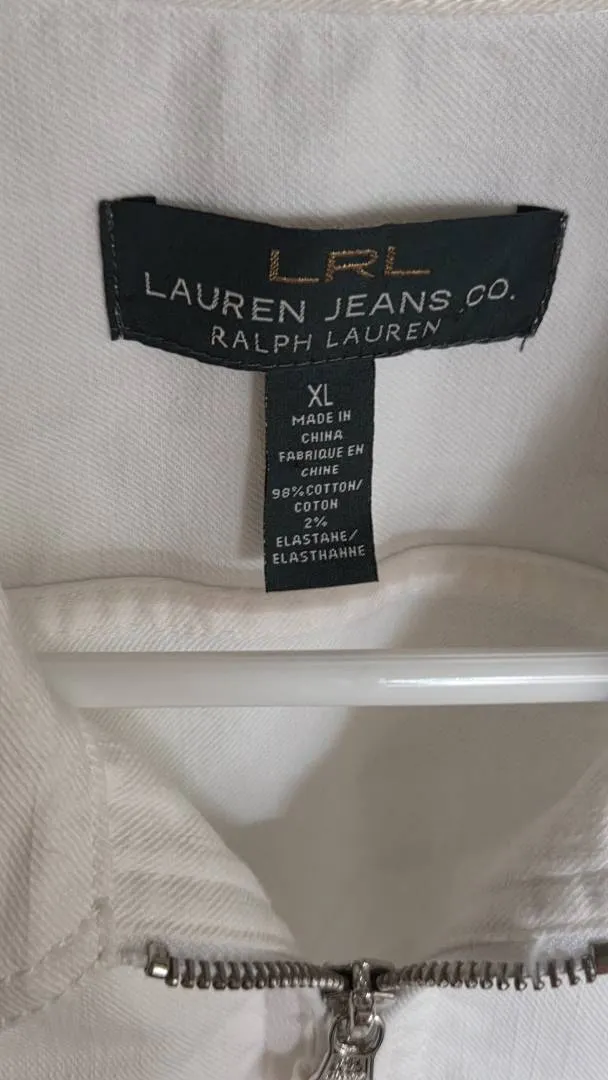 LRL
LAUREN JEANS CO.
RALPH LAUREN
XL
MADE IN
CHINA
FABRIQUE EN
CHINE
98% COTTON/
COTON
2%
ELASTANE/
ELASTHANNE